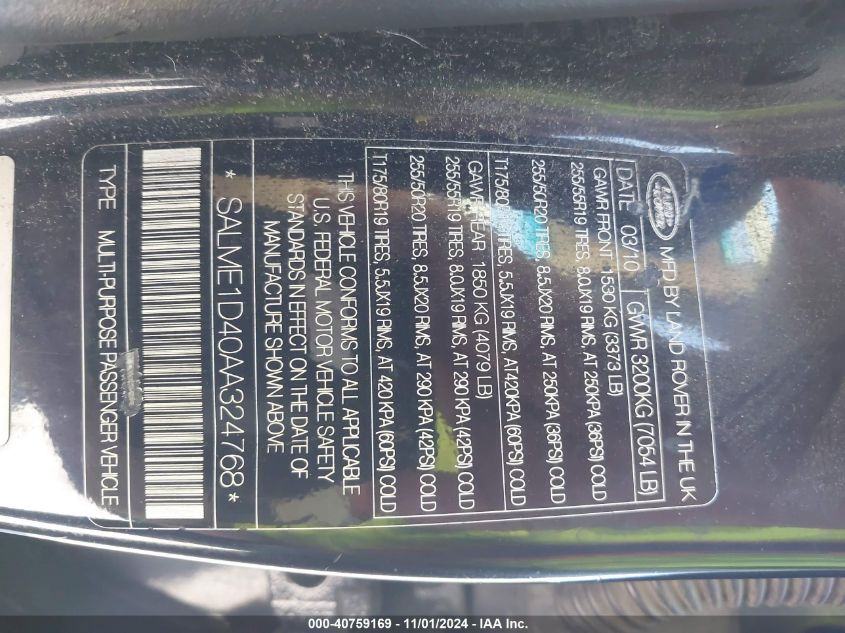 LAND ROVER
MFD BY LAND ROVER IN THE UK
DATE 03/10 GVWR 3200KG (7054 LB)
GAWR FRONT 1530 KG (3373 LB)
255/55R19 TIRES, 8.0JX19 RIMS, AT 250KPA (36PSI) COLD
255/50R20 TIRES, 8.5JX20 RIMS, AT 250KPA (36PSI) COLD
T175/80R19 TIRES, 5.5JX19 RIMS, AT420KPA (60PSI) COLD
GAWR REAR 1850 KG (4079 LB)
255/55R19 TIRES, 8.0JX19 RIMS, AT 290 KPA (42PSI) COLD
255/50R20 TIRES, 8.5JX20 RIMS, AT 290 KPA (42PSI) COLD
T175/80R19 TIRES, 5.5JX19 RIMS, AT 420 KPA (60PSI) COLD
THIS VEHICLE CONFORMS TO ALL APPLICABLE
U.S. FEDERAL MOTOR VEHICLE SAFETY
STANDARDS IN EFFECT ON THE DATE OF
MANUFACTURE SHOWN ABOVE
* SALME1D40AA324768 *
TYPE MULTI-PURPOSE PASSENGER VEHICLE
000-40759169 - 11/01/2024 - IAA Inc.